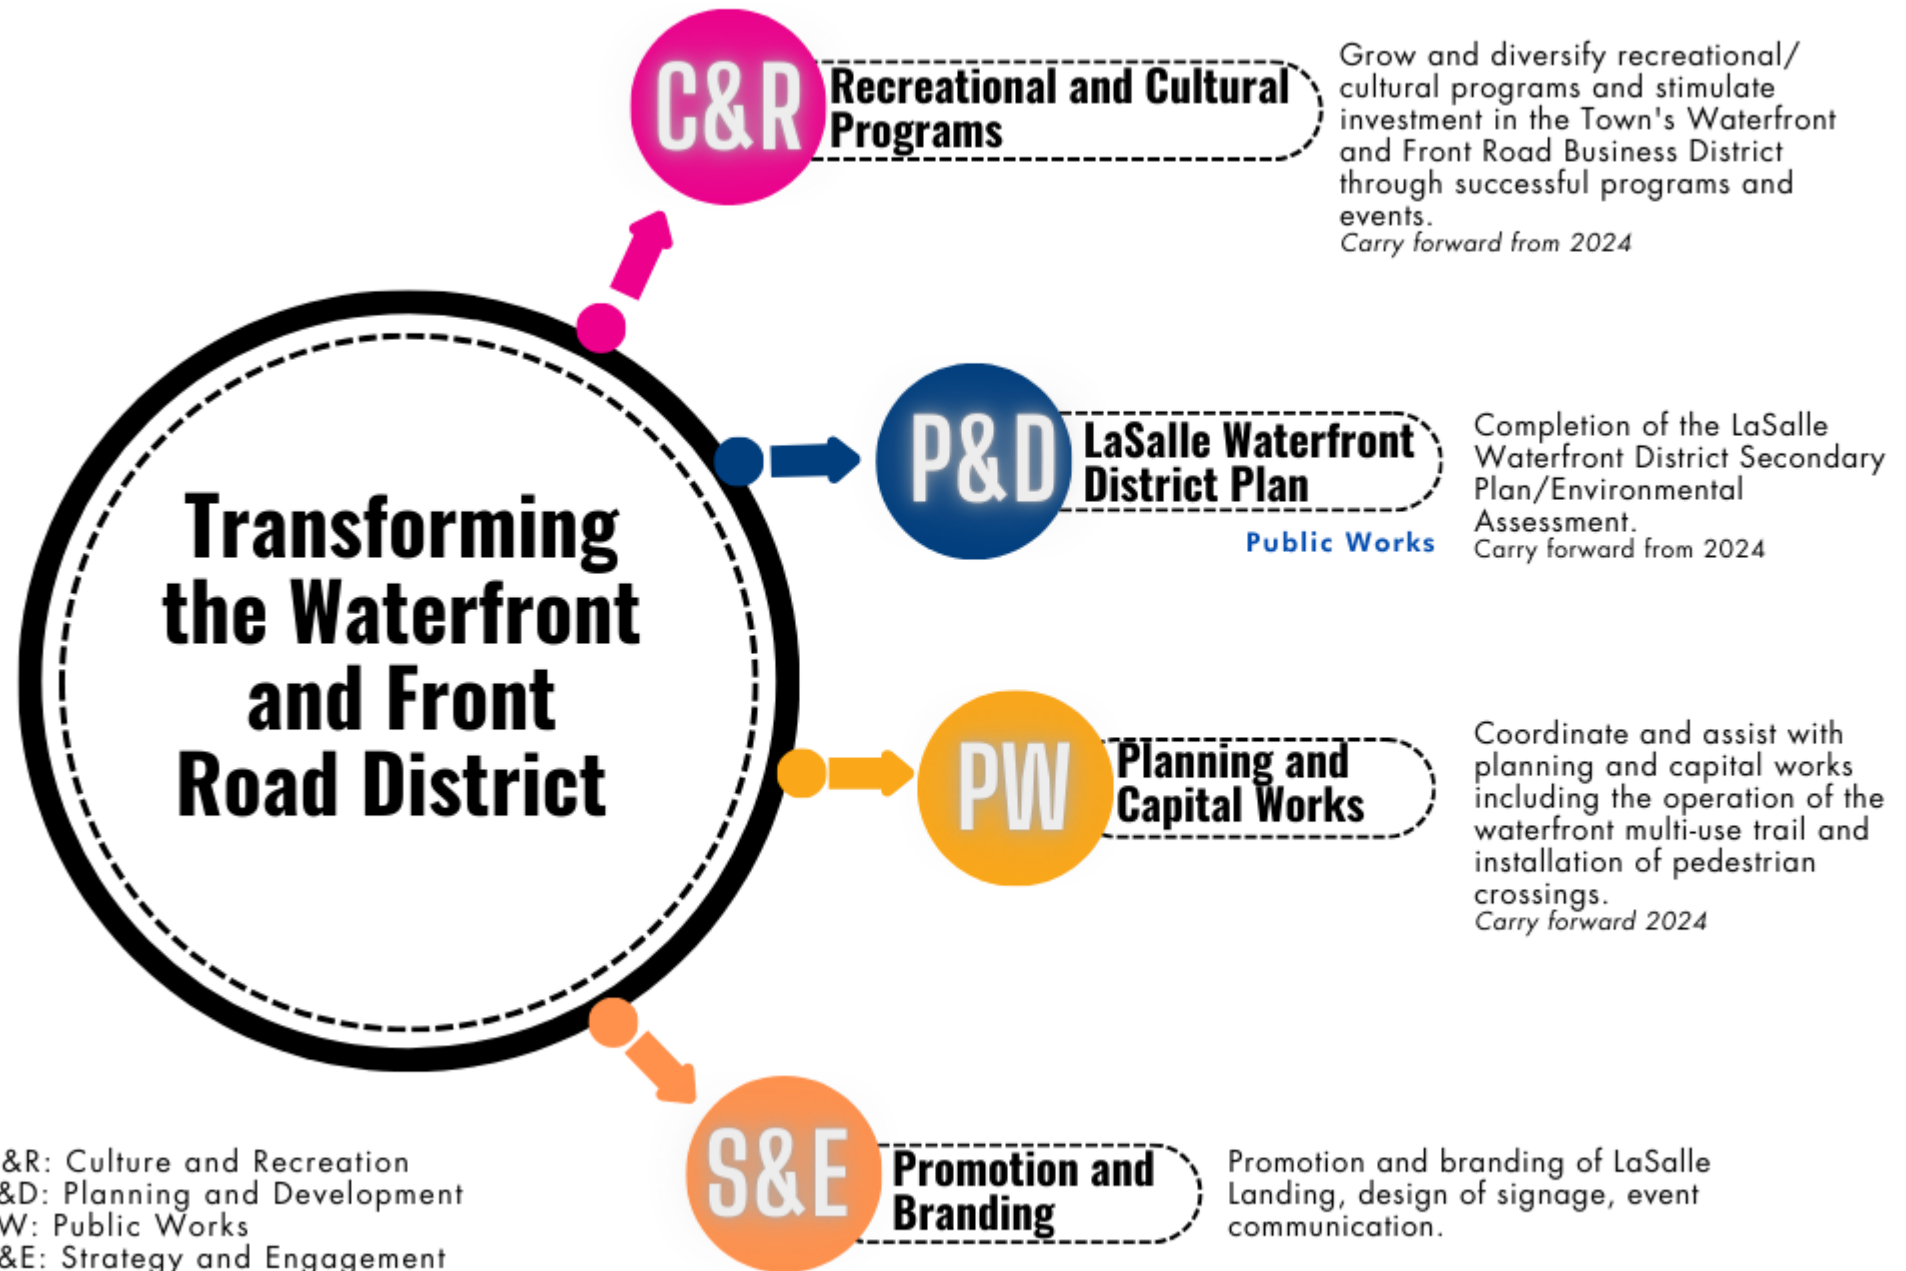 C&R
Recreational and Cultural
Programs
Grow and diversify recreational/
cultural programs and stimulate
investment in the Town's Waterfront
and Front Road Business District
through successful programs and
events.
Carry forward from 2024
Transforming
the Waterfront
and Front
Road District
P&D
LaSalle Waterfront
District Plan
Public Works
Completion of the LaSalle
Waterfront District Secondary
Plan/Environmental
Assessment.
Carry forward from 2024
PW
Planning and
Capital Works
Coordinate and assist with
planning and capital works
including the operation of the
waterfront multi-use trail and
installation of pedestrian
crossings.
Carry forward 2024
S&E
Promotion and
Branding
Promotion and branding of LaSalle
Landing, design of signage, event
communication.
&R: Culture and Recreation
&D: Planning and Development
W: Public Works
&E: Strategy and Engagement